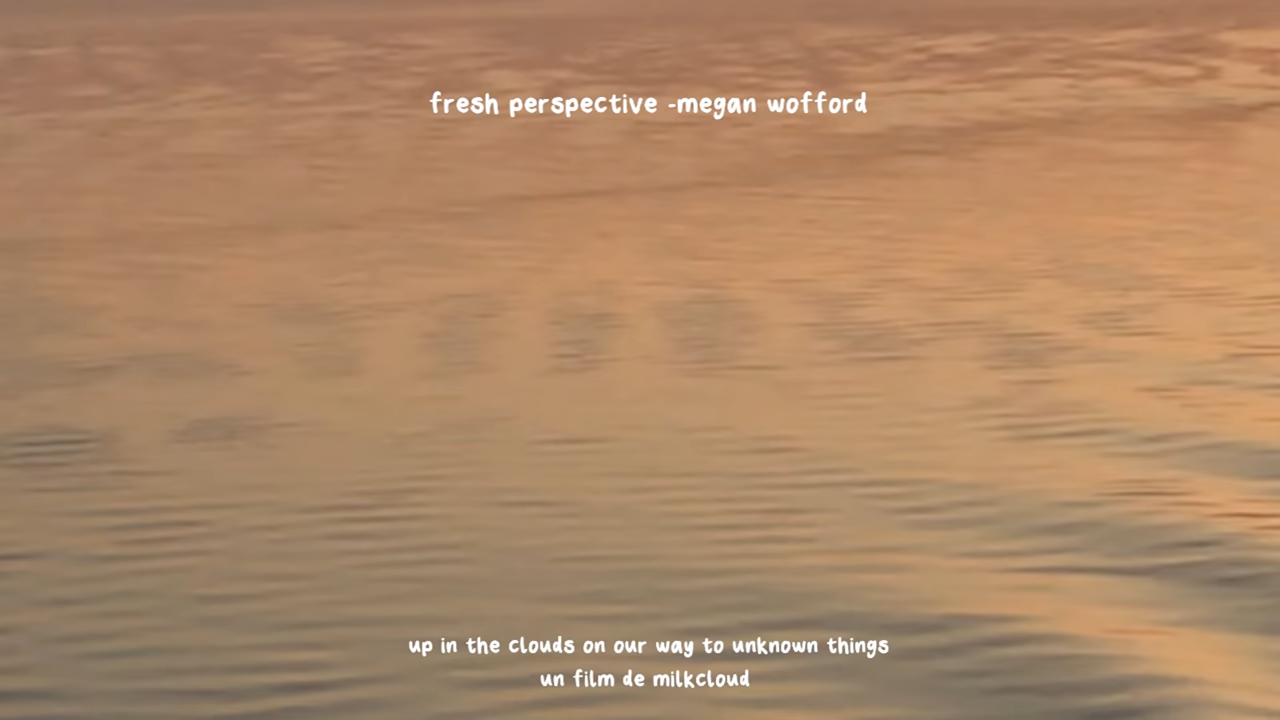 fresh perspective -megan wofford
up in the clouds on our way to unknown things
un film de milkcloud